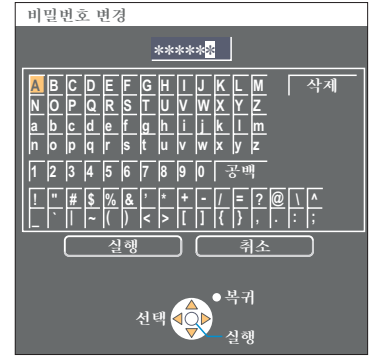 비밀번호 변경
******
A B C D E F G H I J K L M 삭제
N O P Q R S T U V W X Y Z
a b c d e f g h i j k l m
n o p q r s t u v w x y z
1 2 3 4 5 6 7 8 9 0 공백
! " # $ % & ' * + - / = ? @ \ ^
_ ` | ~ ( ) < > [ ] { } , . : ;
실행 취소
복귀
선택
실행